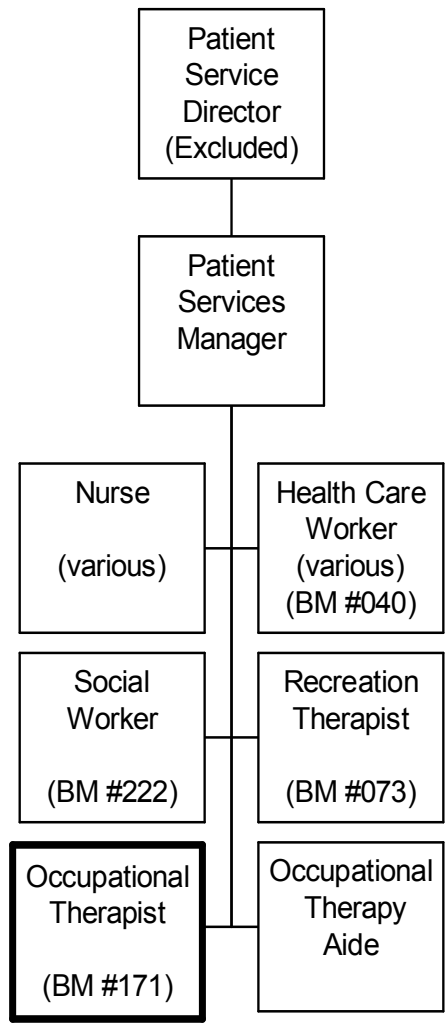 Patient
Service
Director
(Excluded)
Patient
Services
Manager
Nurse
(various)
Health Care
Worker
(various)
(BM #040)
Social
Worker
(BM #222)
Recreation
Therapist
(BM #073)
Occupational
Therapist
(BM #171)
Occupational
Therapy
Aide